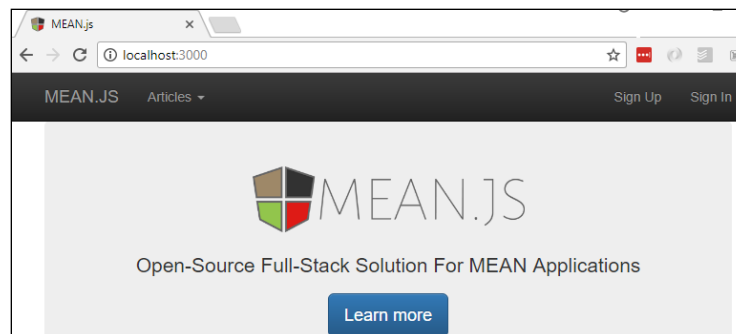 MEAN.js
localhost:3000
MEAN.JS Articles Sign Up Sign In
MEAN.JS
Open-Source Full-Stack Solution For MEAN Applications
Learn more